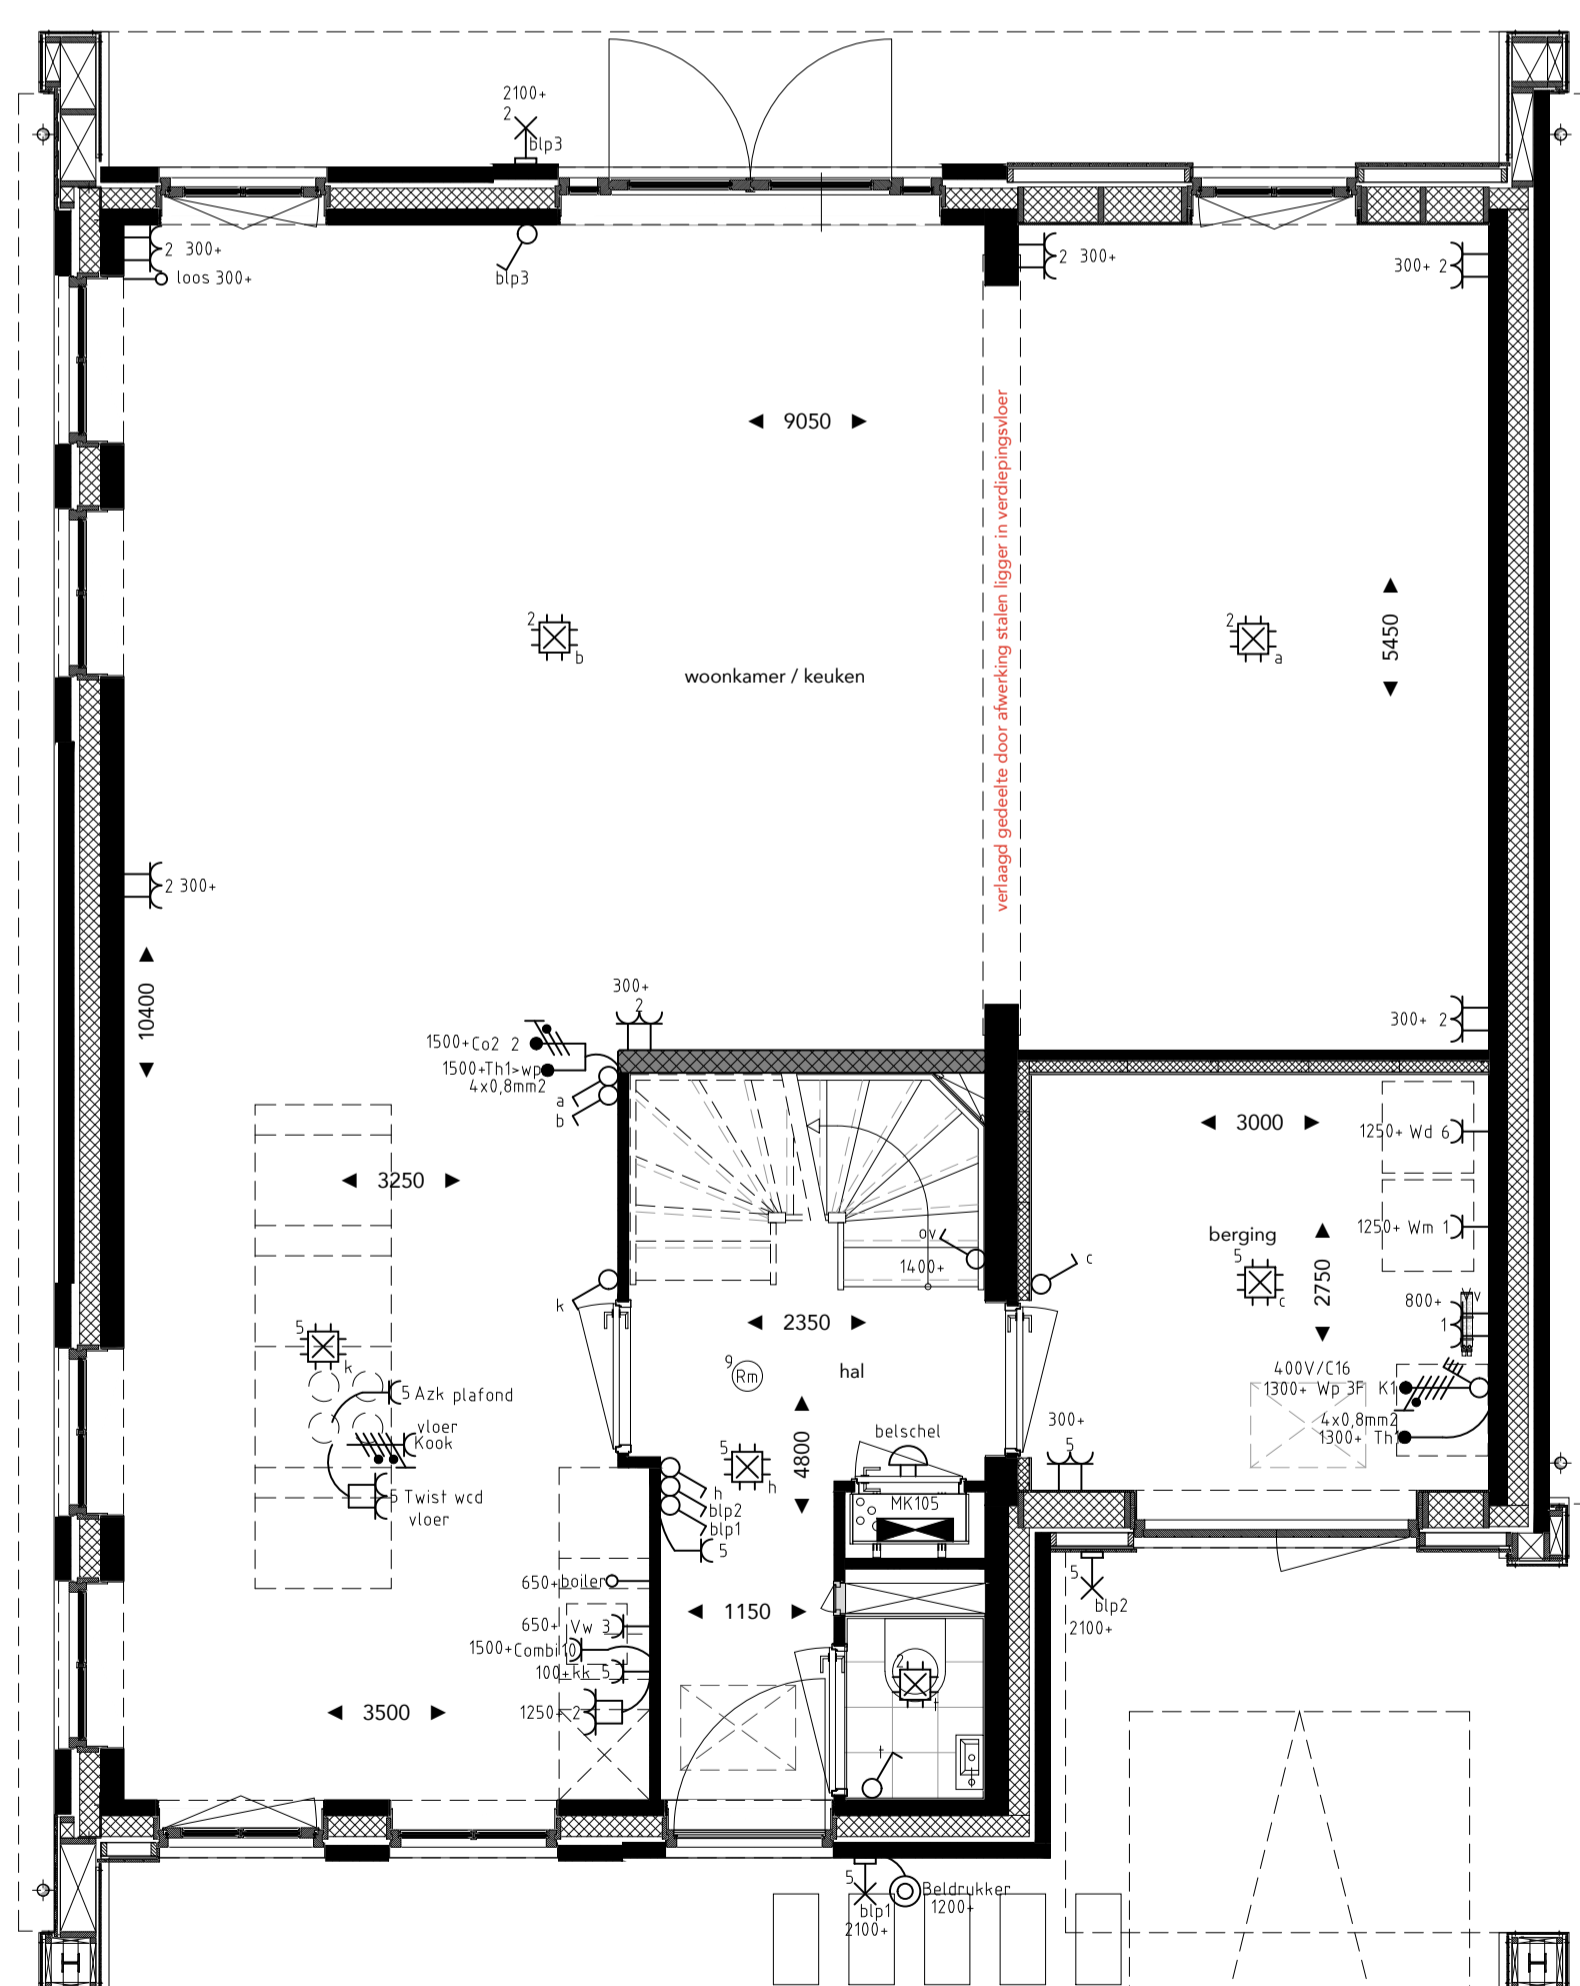 2100+
2
blp3
2 300+
loos 300+
blp3
2 300+
300+ 2
9050
verlaagd gedeelte door afwerking stalen ligger in verdiepingsvloer
2
b
2
a
5450
woonkamer / keuken
2 300+
10400
300+
2
300+ 2
1500+Co2 2
1500+Th1>wp
4x0,8mm2
a
b
3000
1250+ Wd 6
3250
1250+ Wm 1
ov
1400+
c
berging
5
c
2750
k
2350
800+
1
Vv
5
k
9
Rm
hal
400V/C16
1300+ Wp 3F K1
4x0,8mm2
1300+ Th
5 Azk plafond
vloer
Kook
300+
5
belschel
5
h
4800
MK105
h
blp2
blp1
5
5 Twist wcd
vloer
650+boiler
5
blp2
2100+
650+ Vw 3
1500+Combi10
100+kk 5
1250+ 2
1150
2
t
3500
t
5
blp1
2100+
Beldrukker
1200+
H
H